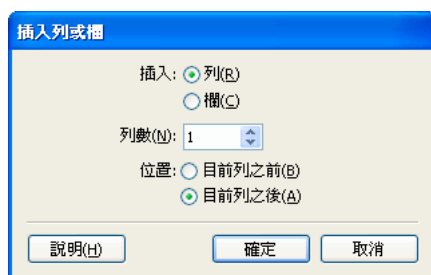 插入列或欄
插入: 列(R)
欄(C)
列數(N): 1
位置: 目前列之前(B)
目前列之後(A)
說明(H) 確定 取消